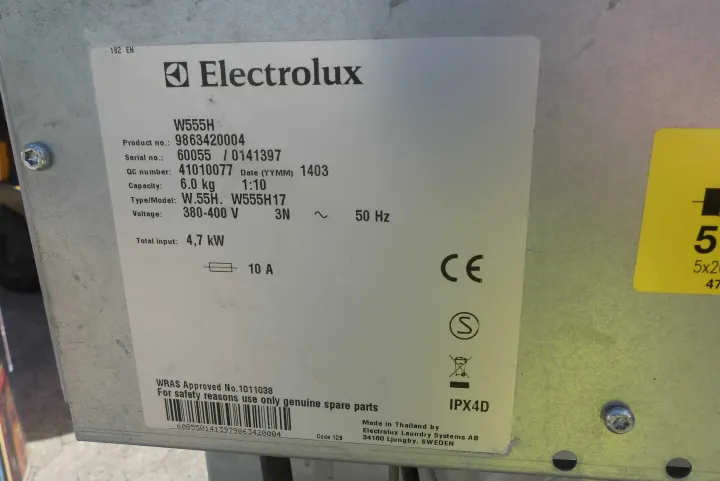 182 EN
Electrolux
W555H
Product no.: 9863420004
Serial no.: 60055 / 0141397
QC number: 41010077 Date (YYMM) 1403
Capacity: 6.0 kg 1:10
Type/Model: W.55H. W555H17
Voltage: 380-400 V 3N ~ 50 Hz
Total input: 4,7 kW
10 A
CE
S
WRAS Approved No.1011038
For safety reasons use only genuine spare parts
IPX4D
6005501413979863420004
Code 128
Made in Thailand by
Electrolux Laundry Systems AB
34180 Ljungby, SWEDEN
5
5x2
47